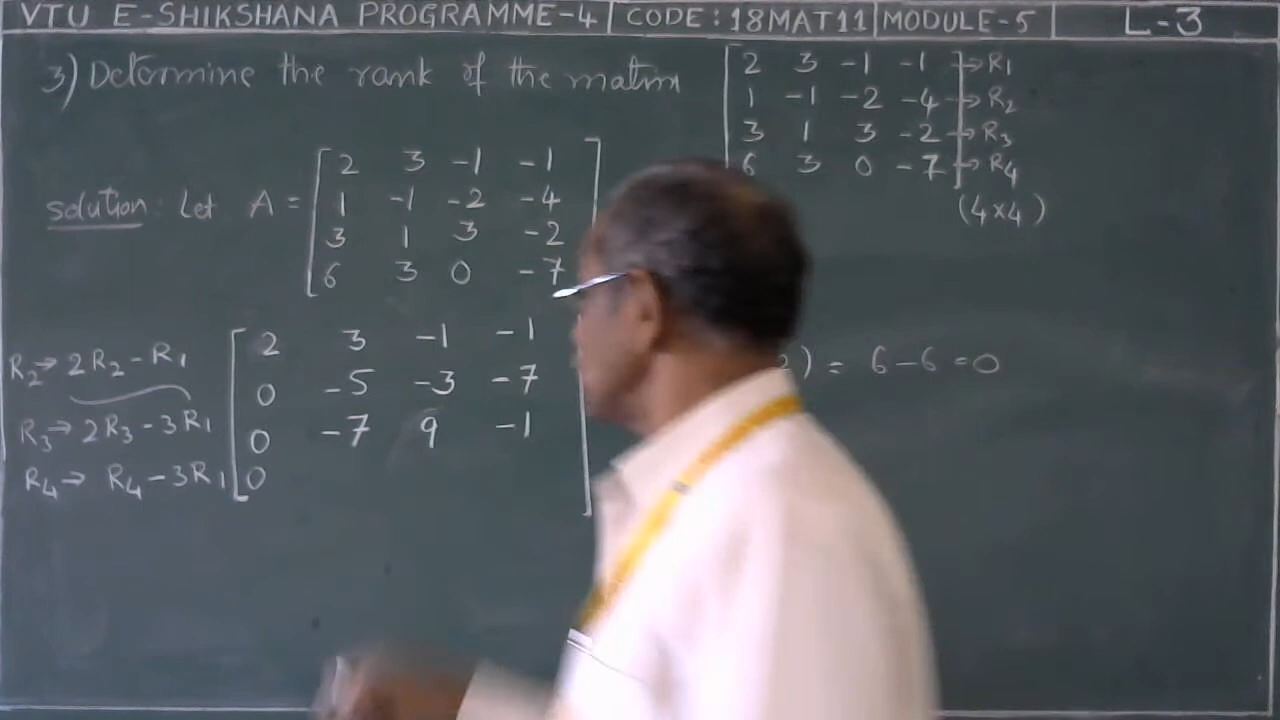 VTU E-SHIKSHANA PROGRAMME-4 | CODE: 18MAT11 | MODULE-5 | L-3
3) Determine the rank of the matrix
2 3 -1 -1 → R1
1 -1 -2 -4 → R2
3 1 3 -2 → R3
6 3 0 -7 → R4
(4×4)
Solution: Let A =
2 3 -1 -1
1 -1 -2 -4
3 1 3 -2
6 3 0 -7
R2 → 2R2 - R1
R3 → 2R3 - 3R1
R4 → R4 - 3R1
2 3 -1 -1
0 -5 -3 -7
0 -7 9 -1
0
) = 6-6 = 0